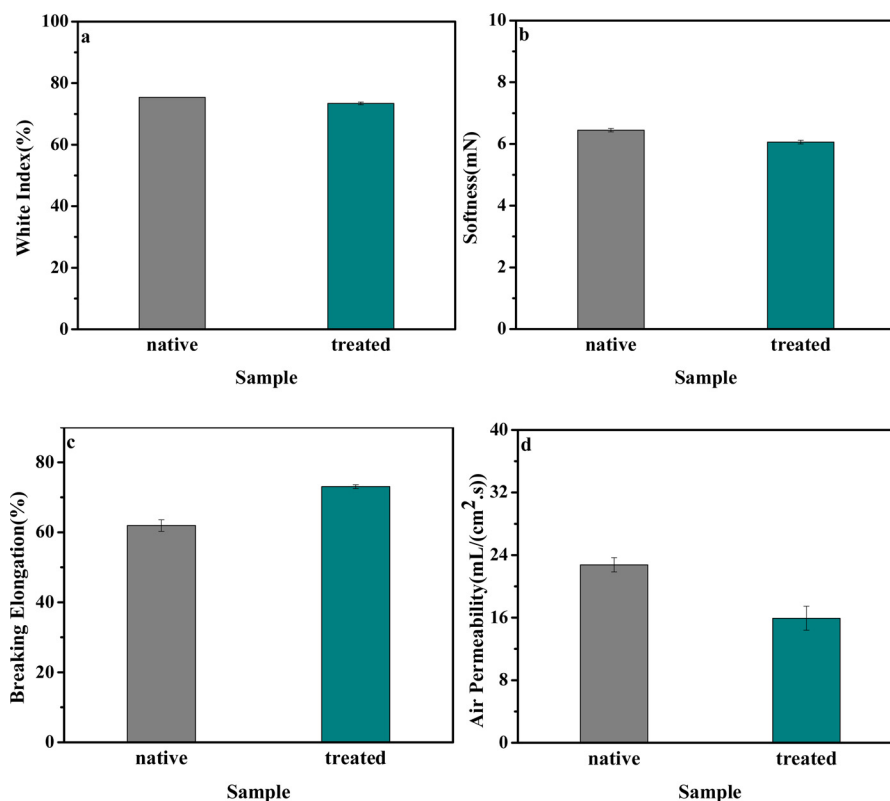 a
White Index(%)
100
80
60
40
20
0
native treated
Sample
b
Softness(mN)
10
8
6
4
2
0
native treated
Sample
c
Breaking Elongation(%)
80
60
40
20
0
native treated
Sample
d
Air Permeability(mL/(cm².s))
40
32
24
16
8
0
native treated
Sample